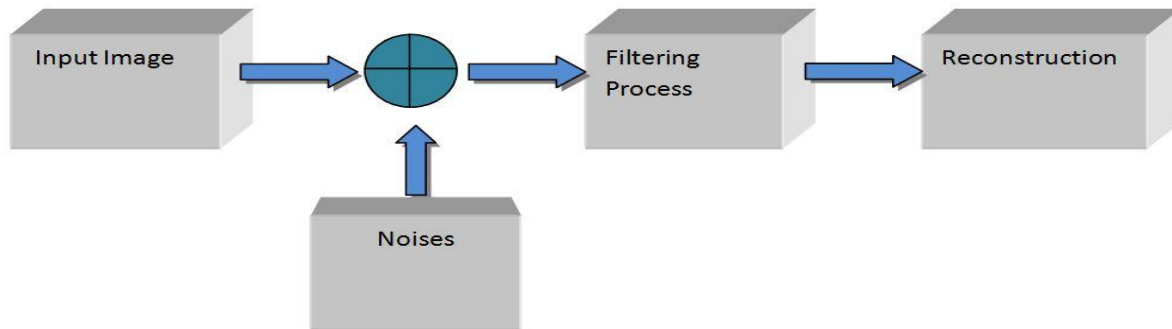 Input Image
Filtering
Process
Reconstruction
Noises